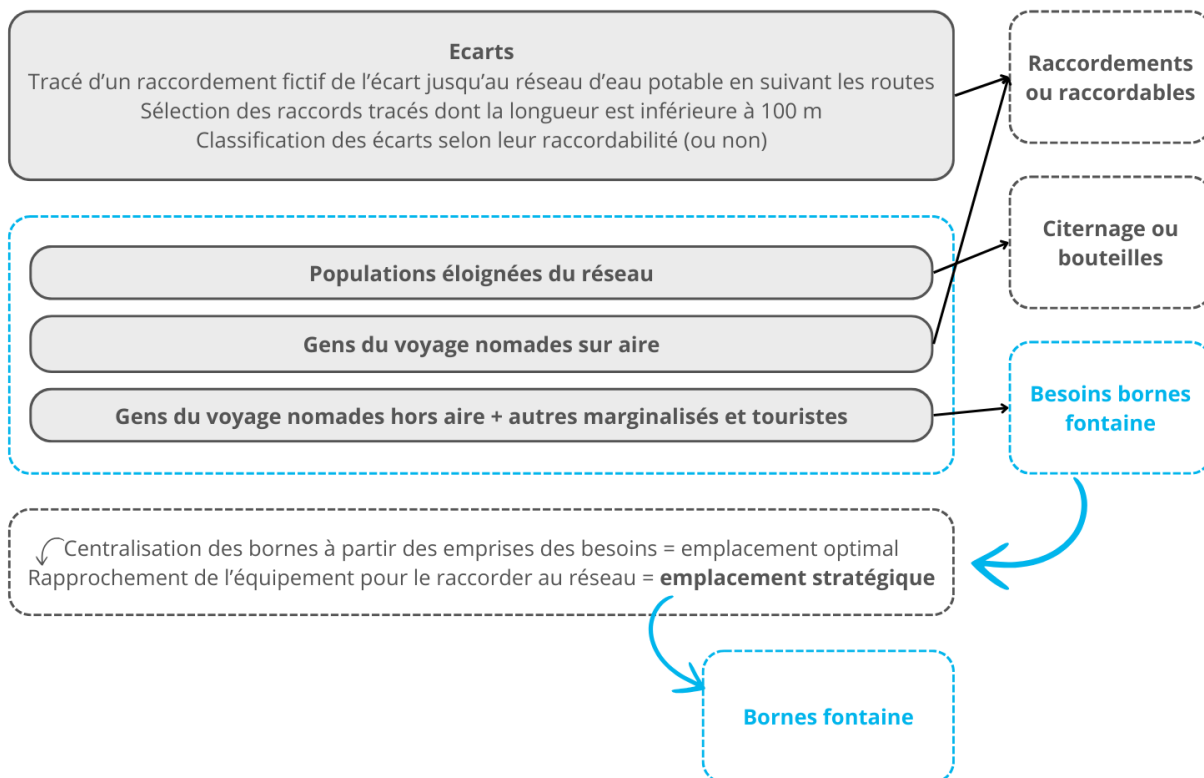 Ecarts
Tracé d’un raccordement fictif de l’écart jusqu’au réseau d’eau potable en suivant les routes
Sélection des raccords tracés dont la longueur est inférieure à 100 m
Classification des écarts selon leur raccordabilité (ou non)
Raccordements
ou raccordables
Populations éloignées du réseau
Gens du voyage nomades sur aire
Gens du voyage nomades hors aire + autres marginalisés et touristes
Citernage ou
bouteilles
Besoins bornes
fontaine
Centralisation des bornes à partir des emprises des besoins = emplacement optimal
Rapprochement de l’équipement pour le raccorder au réseau = emplacement stratégique
Bornes fontaine